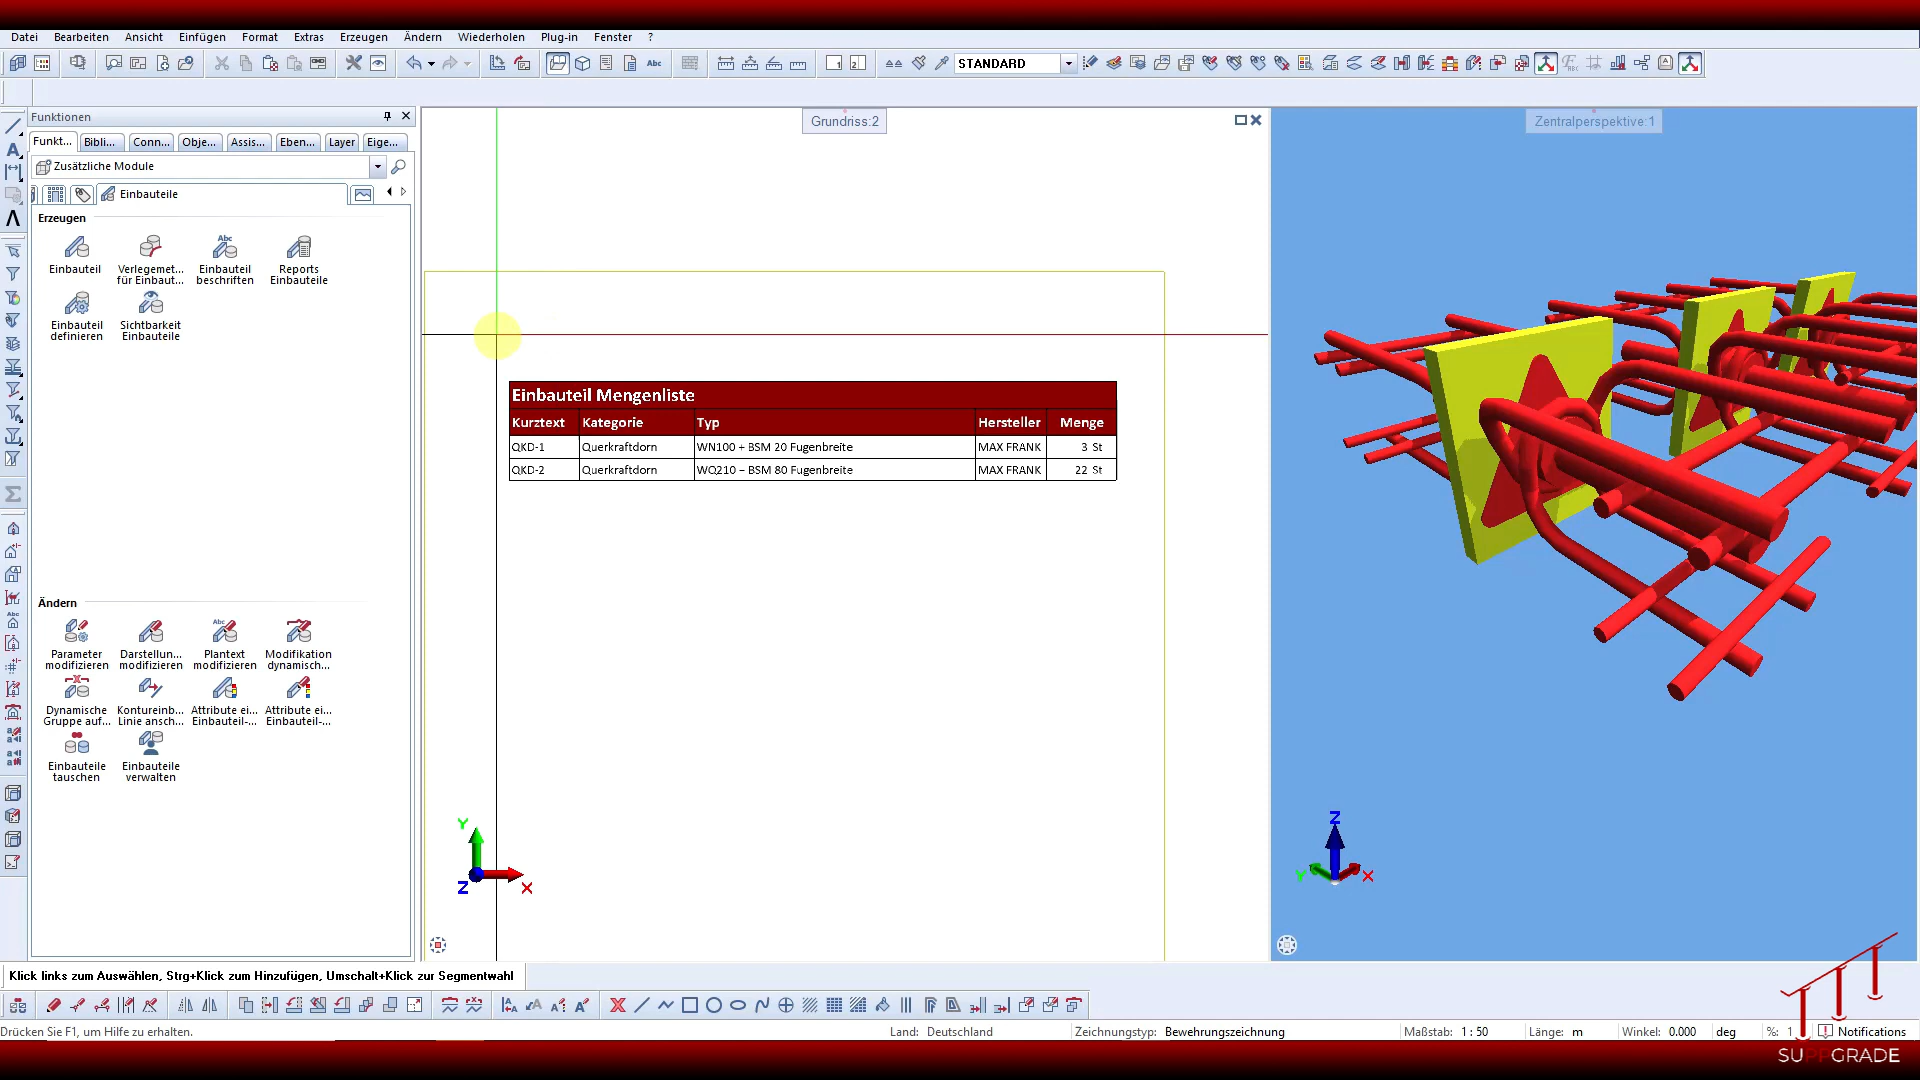 Datei Bearbeiten Ansicht Einfügen Format Extras Erzeugen Ändern Wiederholen Plug-in Fenster ?
1 2 STANDARD
Funktionen
Funkt... Bibli... Conn... Obje... Assis... Eben... Layer Eige...
Zusätzliche Module
Einbauteile
Erzeugen
Einbauteil
Verlegemet...
für Einbaut...
Einbauteil
beschriften
Reports
Einbauteile
Einbauteil
definieren
Sichtbarkeit
Einbauteile
Ändern
Parameter
modifizieren
Darstellun...
modifizieren
Plantext
modifizieren
Modifikation
dynamisch...
Dynamische
Gruppe auf...
Kontureinb...
Linie ansch...
Attribute ei...
Einbauteil-...
Attribute ei...
Einbauteil-...
Einbauteile
tauschen
Einbauteile
verwalten
Grundriss:2
Einbauteil Mengenliste
Kurztext Kategorie Typ Hersteller Menge
QKD-1 Querkraftdorn WN100 + BSM 20 Fugenbreite MAX FRANK 3 St
QKD-2 Querkraftdorn WQ210 – BSM 80 Fugenbreite MAX FRANK 22 St
Y
Z X
Zentralperspektive:1
Z
Y X
Klick links zum Auswählen, Strg+Klick zum Hinzufügen, Umschalt+Klick zur Segmentwahl
Drücken Sie F1, um Hilfe zu erhalten. Land: Deutschland Zeichnungstyp: Bewehrungszeichnung Maßstab: 1 : 50 Länge: m Winkel: 0.000 deg %: 1 Notifications
SUPPGRADE